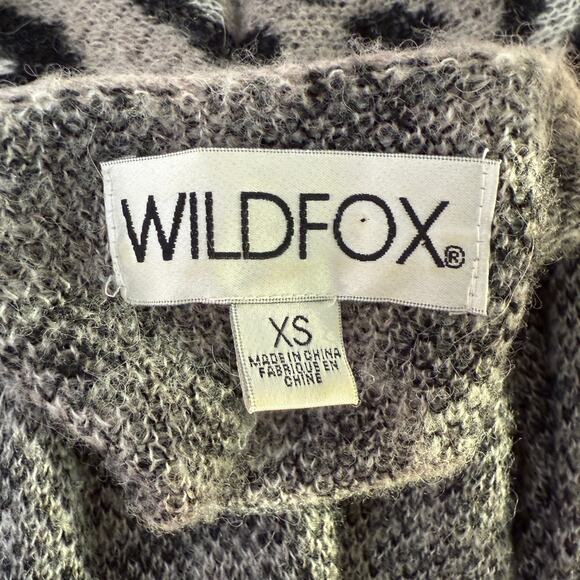 WILDFOX®
XS
MADE IN CHINA
FABRIQUE EN
CHINE